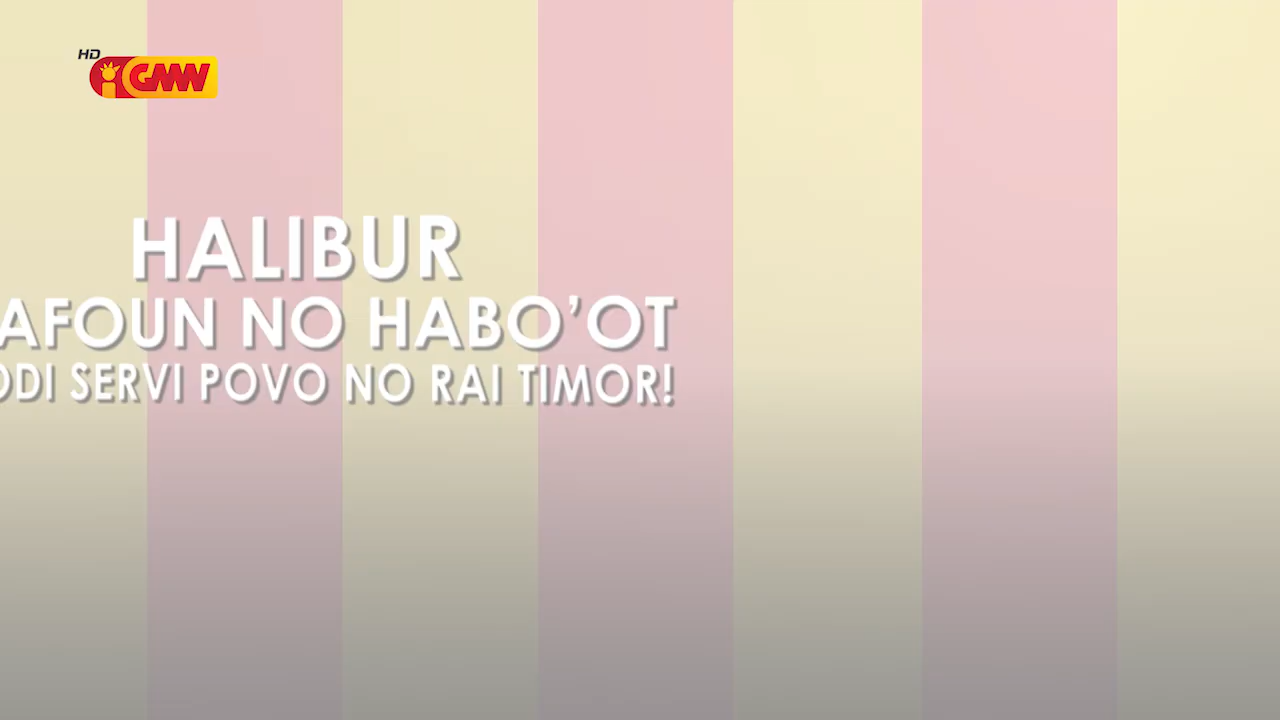 HD
GMN
HALIBUR
AFOUN NO HABO'OT
ODI SERVI POVO NO RAI TIMOR!